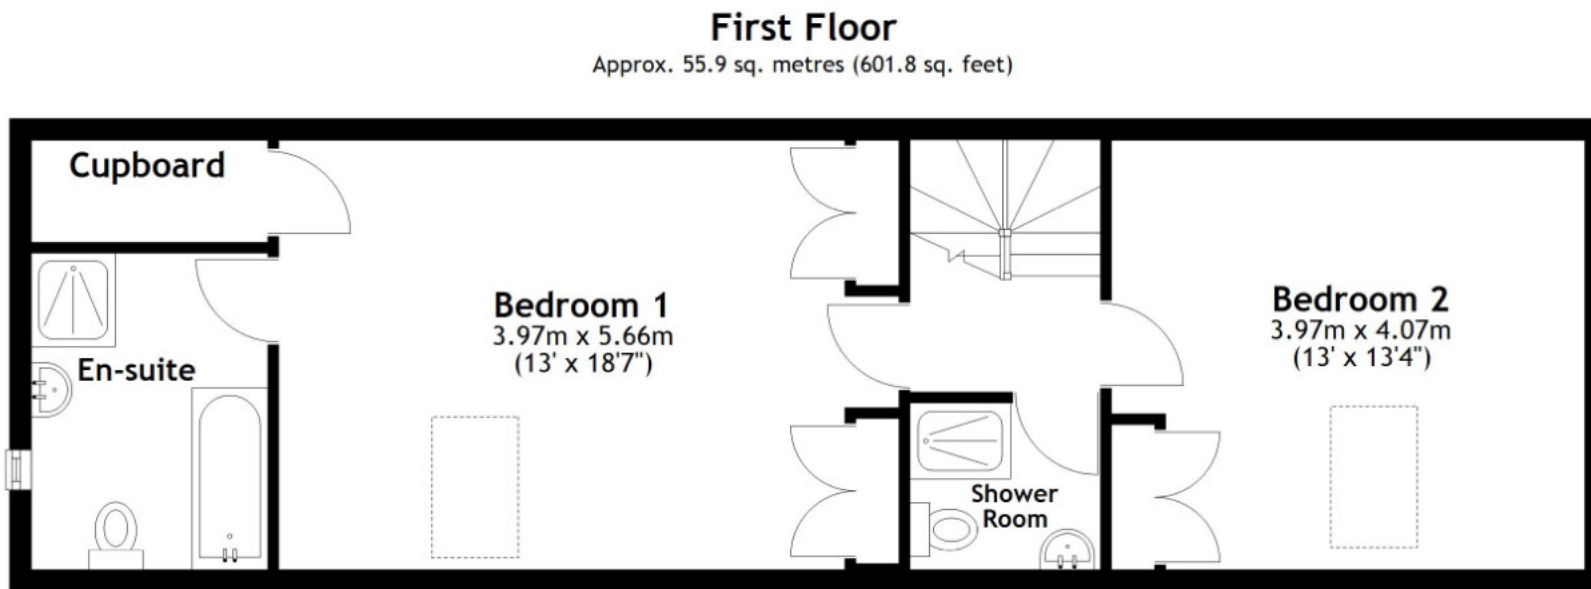 First Floor
Approx. 55.9 sq. metres (601.8 sq. feet)
Cupboard
En-suite
Bedroom 1
3.97m x 5.66m
(13' x 18'7")
Shower
Room
Bedroom 2
3.97m x 4.07m
(13' x 13'4")